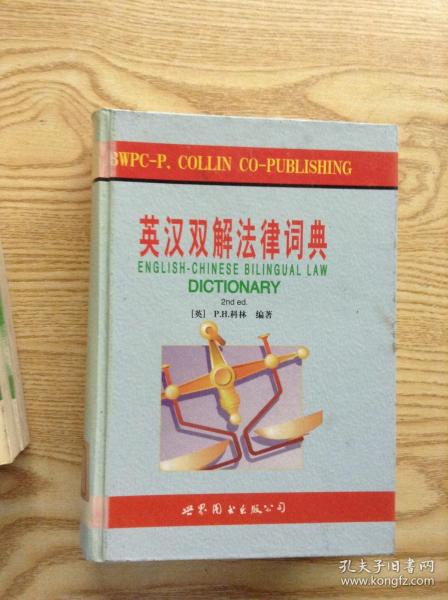 BWPC-P. COLLIN CO-PUBLISHING
英汉双解法律词典
ENGLISH-CHINESE BILINGUAL LAW
DICTIONARY
2nd ed.
[英] P.H.科林 编著
世界图书出版公司
孔夫子旧书网
www.kongfz.com